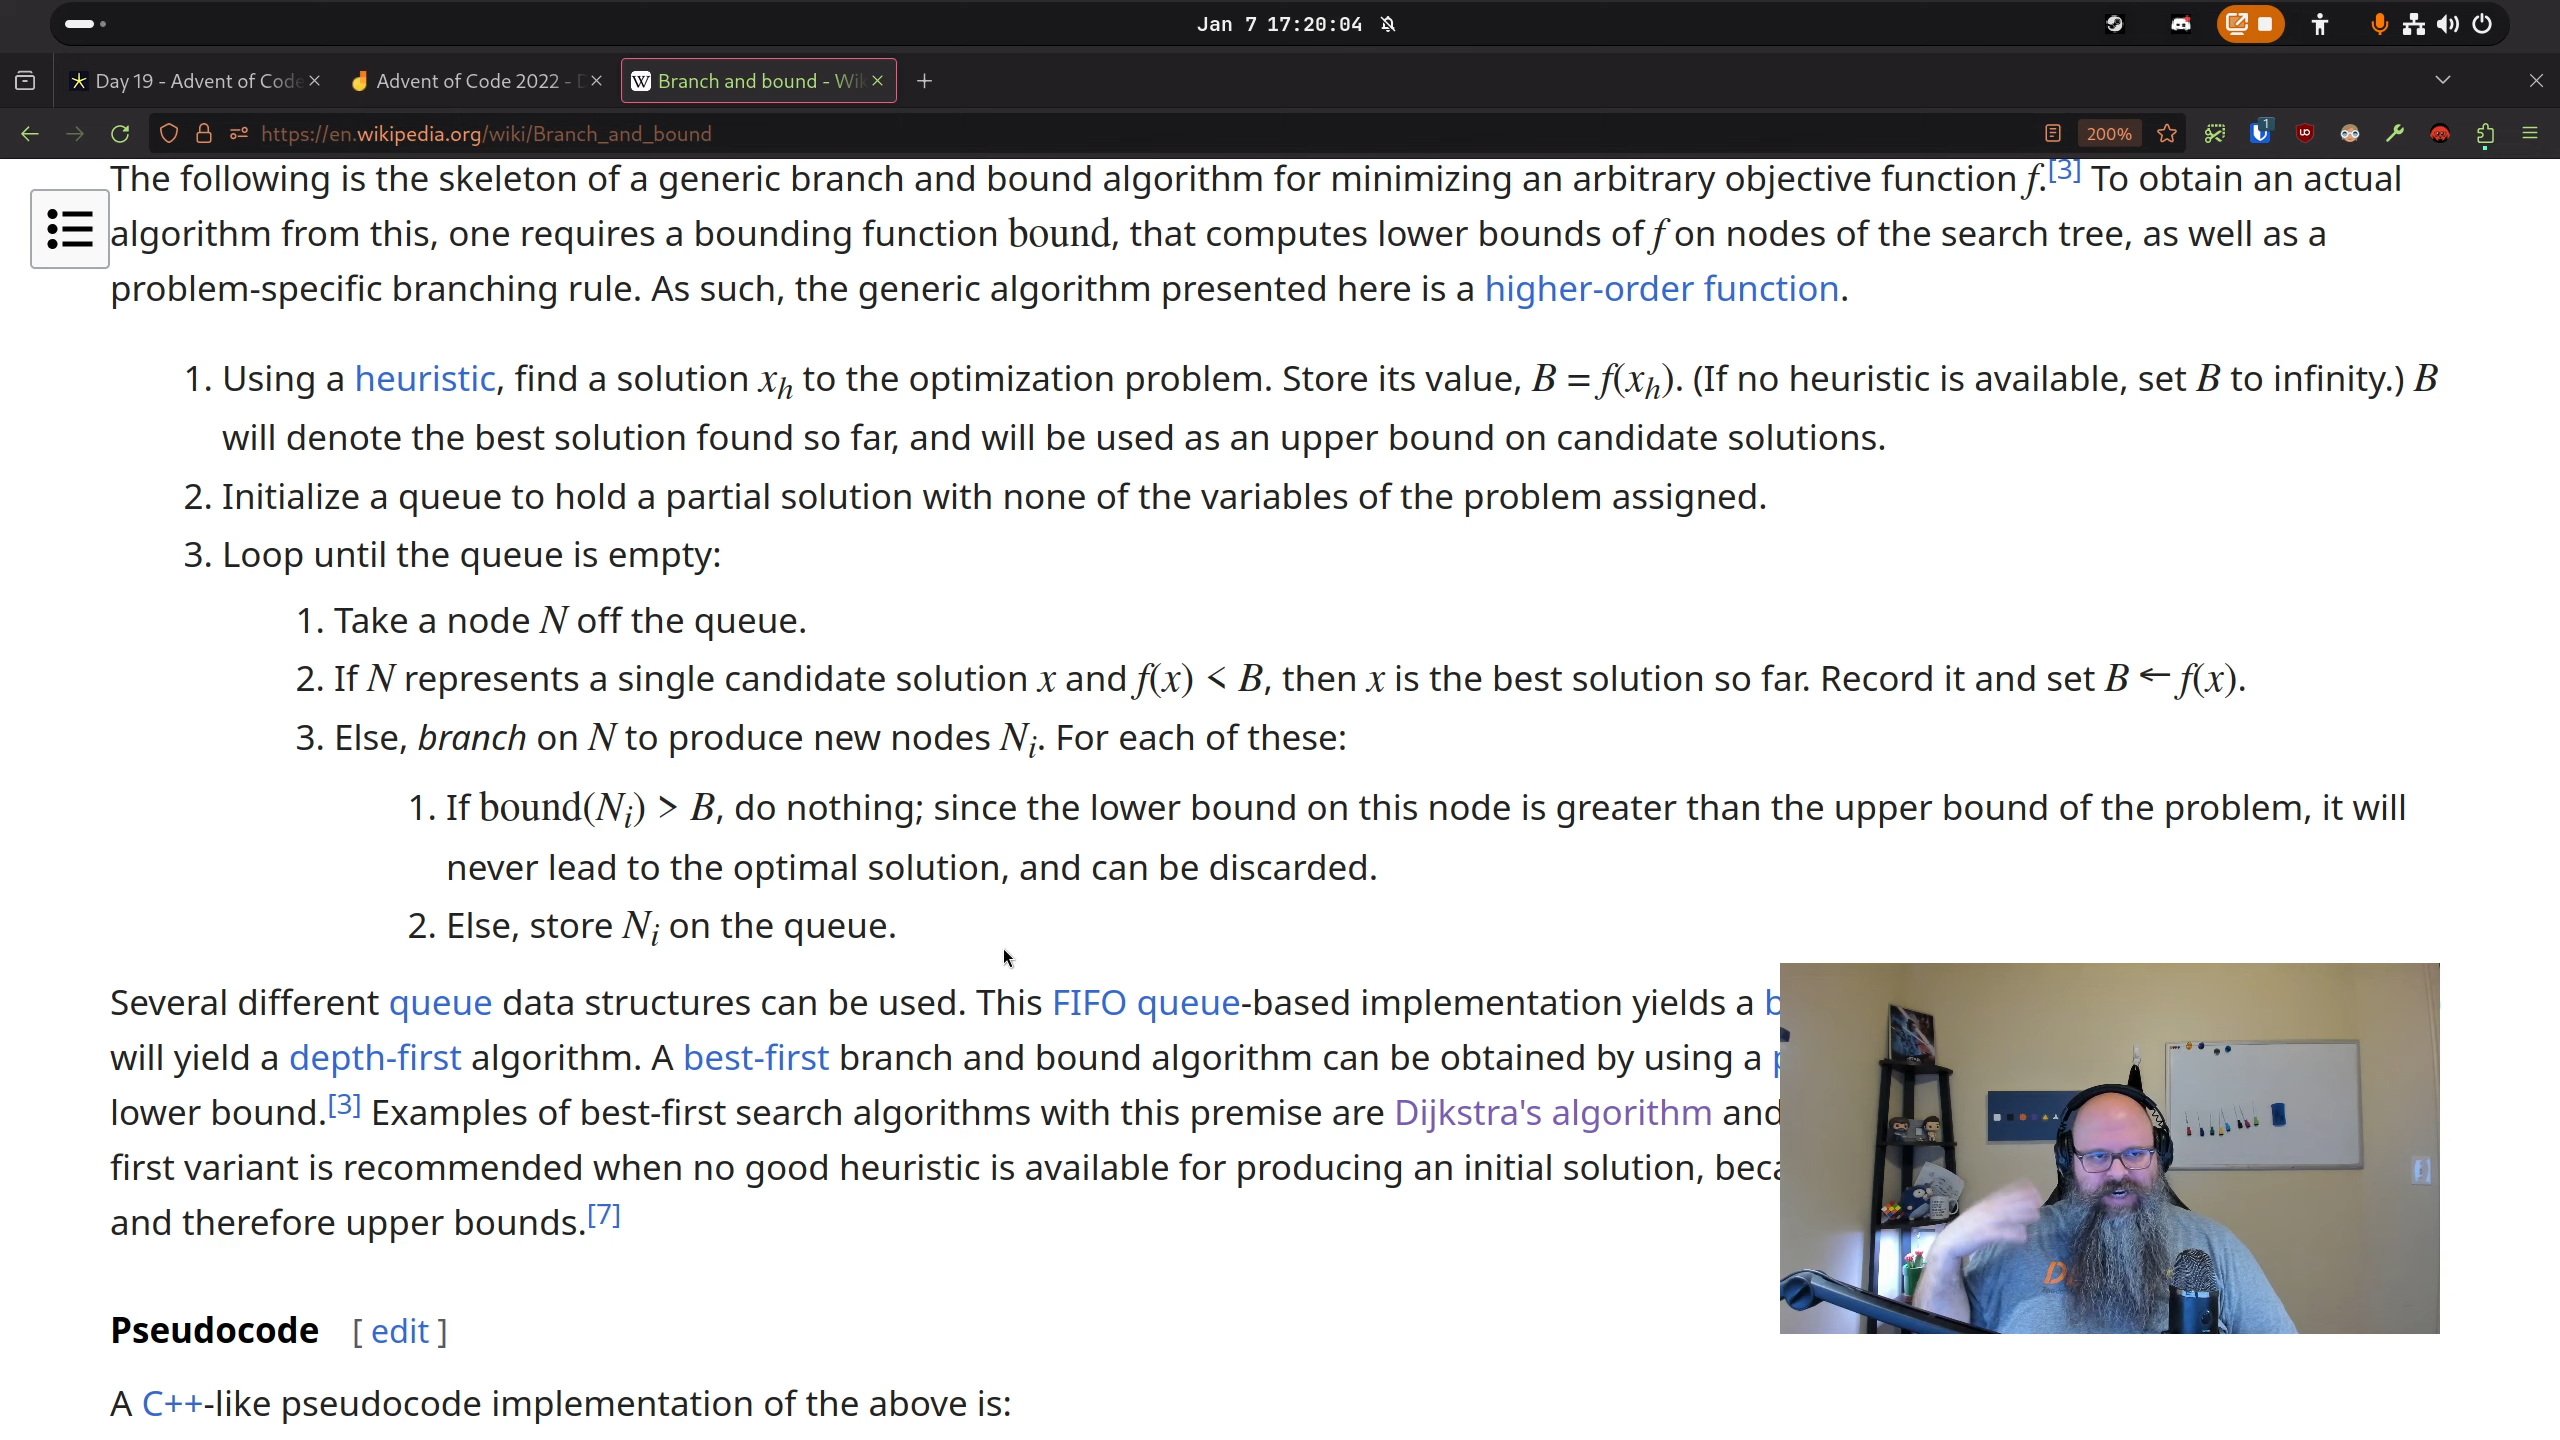 Jan 7 17:20:04
Day 19 - Advent of Code
Advent of Code 2022 - D
Branch and bound - Wik
https://en.wikipedia.org/wiki/Branch_and_bound
200%
1
The following is the skeleton of a generic branch and bound algorithm for minimizing an arbitrary objective function f.[3] To obtain an actual
algorithm from this, one requires a bounding function bound, that computes lower bounds of f on nodes of the search tree, as well as a
problem-specific branching rule. As such, the generic algorithm presented here is a higher-order function.
1. Using a heuristic, find a solution xh to the optimization problem. Store its value, B = f(xh). (If no heuristic is available, set B to infinity.) B
will denote the best solution found so far, and will be used as an upper bound on candidate solutions.
2. Initialize a queue to hold a partial solution with none of the variables of the problem assigned.
3. Loop until the queue is empty:
1. Take a node N off the queue.
2. If N represents a single candidate solution x and f(x) < B, then x is the best solution so far. Record it and set B ← f(x).
3. Else, branch on N to produce new nodes Ni. For each of these:
1. If bound(Ni) > B, do nothing; since the lower bound on this node is greater than the upper bound of the problem, it will
never lead to the optimal solution, and can be discarded.
2. Else, store Ni on the queue.
Several different queue data structures can be used. This FIFO queue-based implementation yields a
will yield a depth-first algorithm. A best-first branch and bound algorithm can be obtained by using a
lower bound.[3] Examples of best-first search algorithms with this premise are Dijkstra's algorithm and
first variant is recommended when no good heuristic is available for producing an initial solution, beca
and therefore upper bounds.[7]
Pseudocode [ edit ]
A C++-like pseudocode implementation of the above is: